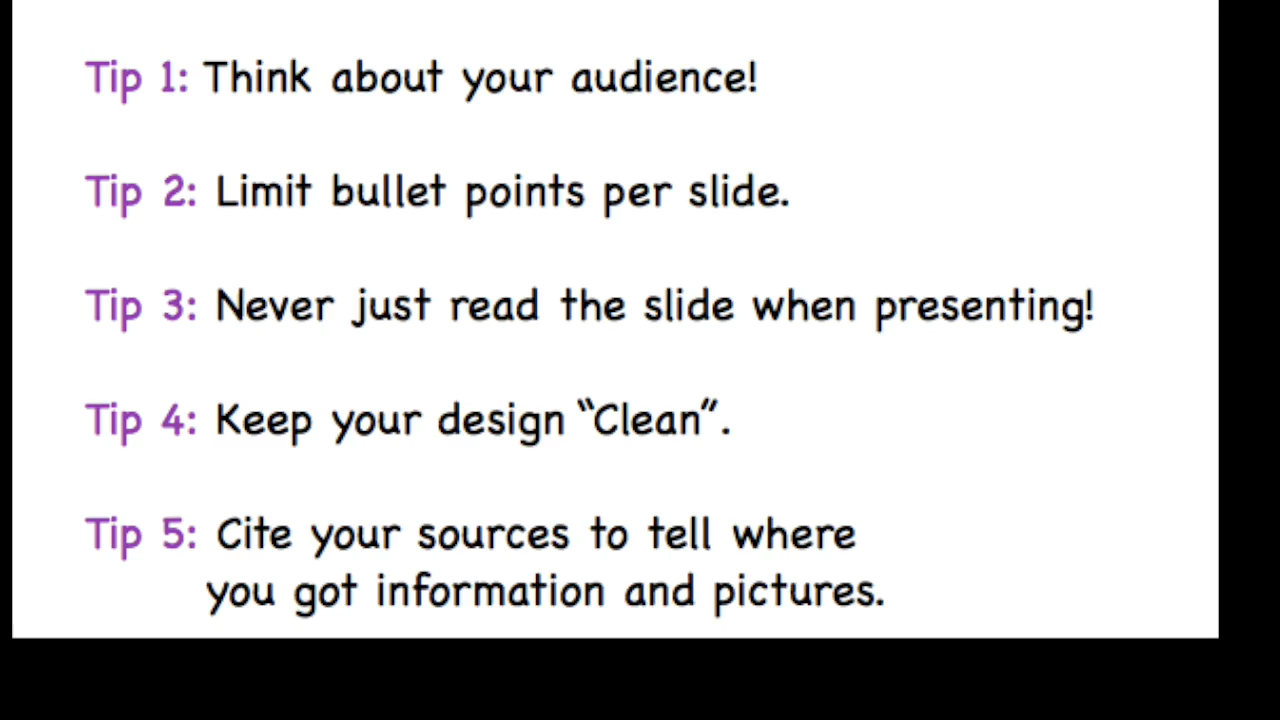 Tip 1: Think about your audience!
Tip 2: Limit bullet points per slide.
Tip 3: Never just read the slide when presenting!
Tip 4: Keep your design “Clean”.
Tip 5: Cite your sources to tell where
you got information and pictures.